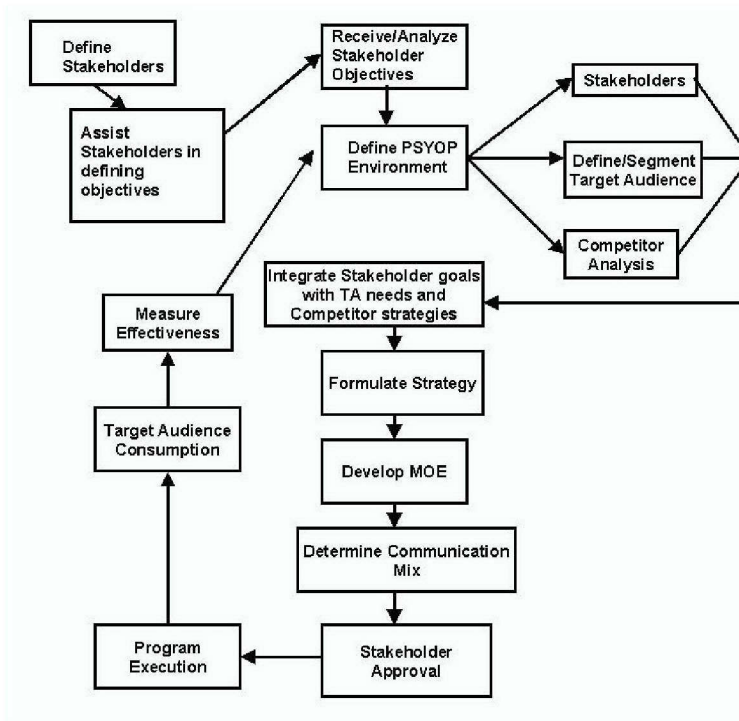 Define
Stakeholders
Assist
Stakeholders in
defining
objectives
Receive/Analyze
Stakeholder
Objectives
Define PSYOP
Environment
Stakeholders
Define/Segment
Target Audience
Competitor
Analysis
Integrate Stakeholder goals
with TA needs and
Competitor strategies
Formulate Strategy
Develop MOE
Determine Communication
Mix
Stakeholder
Approval
Program
Execution
Target Audience
Consumption
Measure
Effectiveness